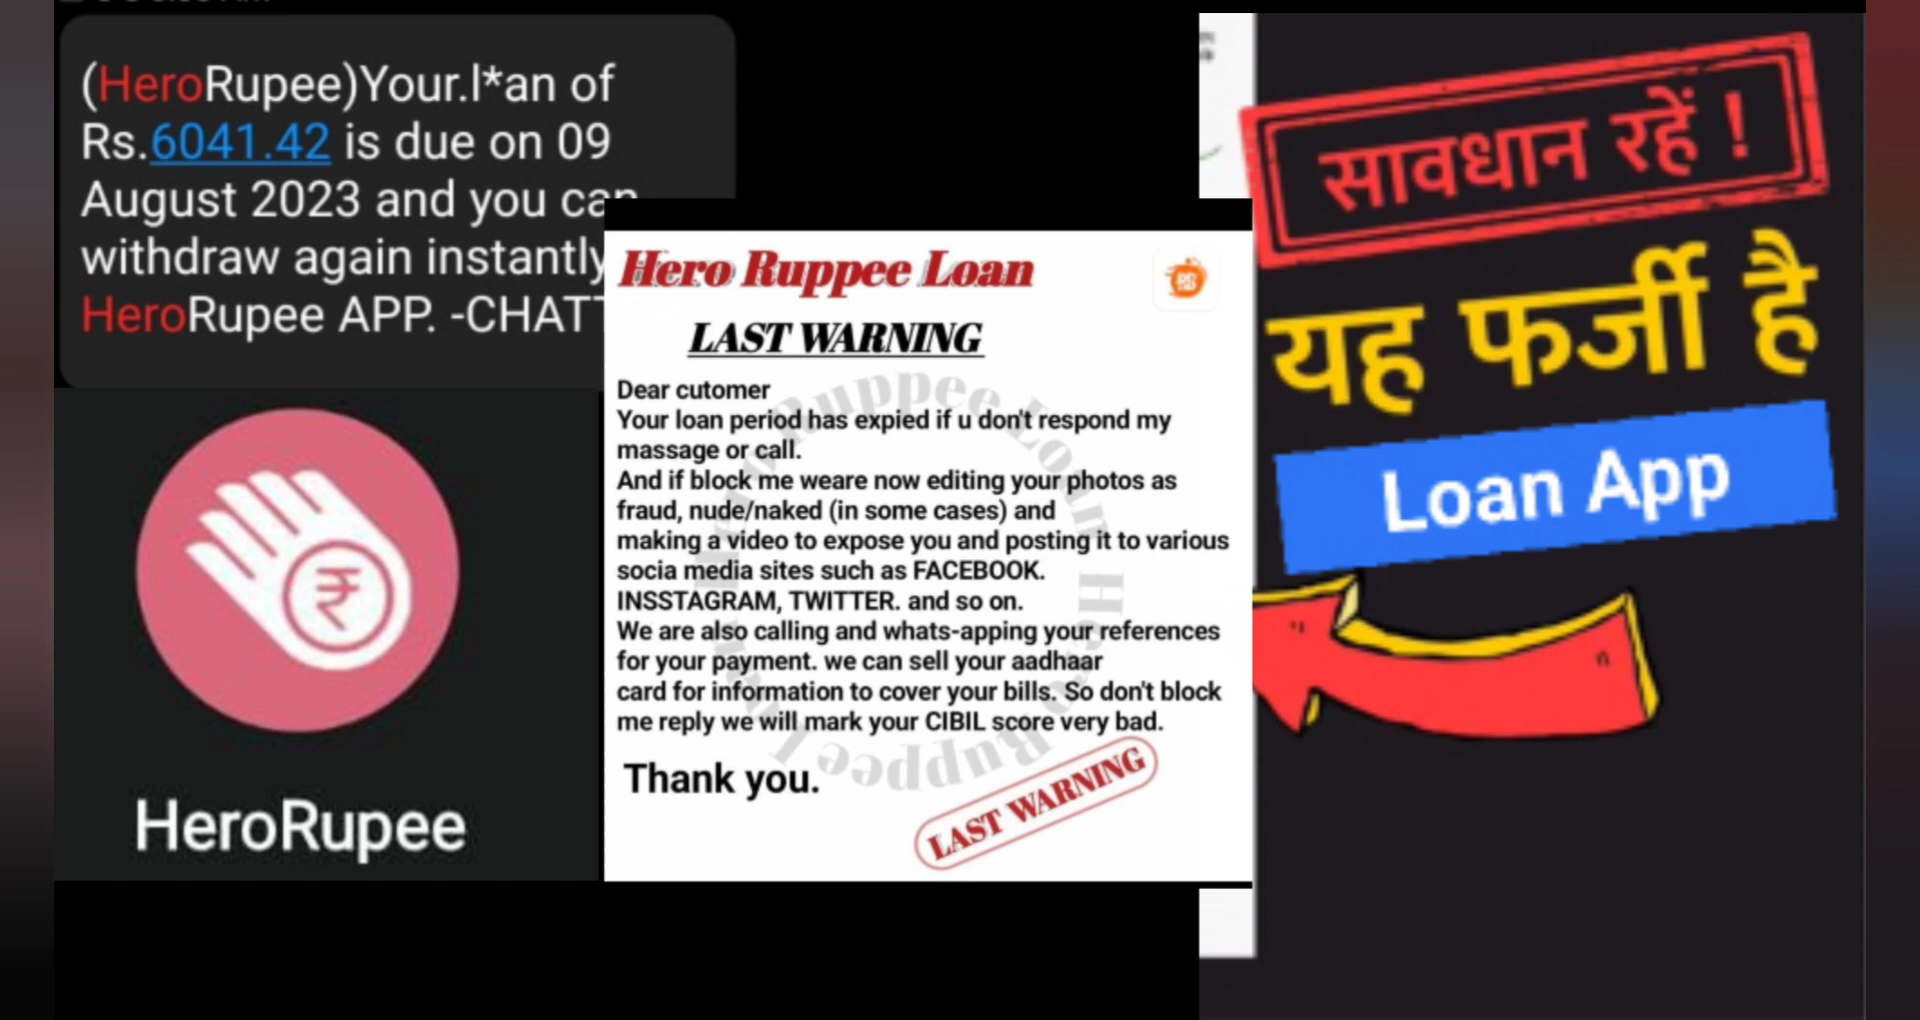 (HeroRupee)Your.l*an of
Rs.6041.42 is due on 09
August 2023 and you can
withdraw again instantly
HeroRupee APP. -CHAT
HeroRupee
Hero Ruppee Loan
LAST WARNING
Dear cutomer
Your loan period has expied if u don't respond my
massage or call.
And if block me weare now editing your photos as
fraud, nude/naked (in some cases) and
making a video to expose you and posting it to various
socia media sites such as FACEBOOK.
INSSTAGRAM, TWITTER. and so on.
We are also calling and whats-apping your references
for your payment. we can sell your aadhaar
card for information to cover your bills. So don't block
me reply we will mark your CIBIL score very bad.
Thank you.
LAST WARNING
Hero Ruppee Loan Hero Ruppee Loan
सावधान रहें !
यह फर्जी है
Loan App